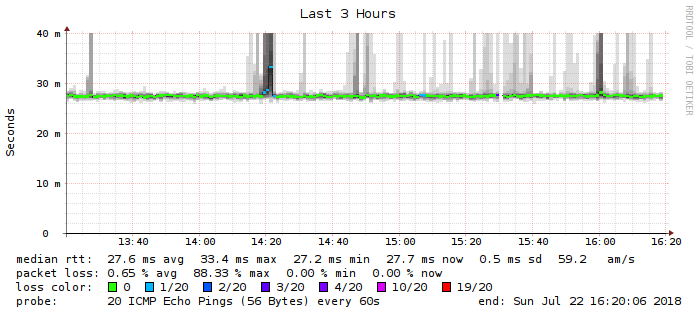 Last 3 Hours
RRDTOOL / TOBI OETIKER
Seconds
40 m
30 m
20 m
10 m
0
13:40 14:00 14:20 14:40 15:00 15:20 15:40 16:00 16:20
median rtt: 27.6 ms avg 33.4 ms max 27.2 ms min 27.7 ms now 0.5 ms sd 59.2 am/s
packet loss: 0.65 % avg 88.33 % max 0.00 % min 0.00 % now
loss color: 0 1/20 2/20 3/20 4/20 10/20 19/20
probe: 20 ICMP Echo Pings (56 Bytes) every 60s end: Sun Jul 22 16:20:06 2018